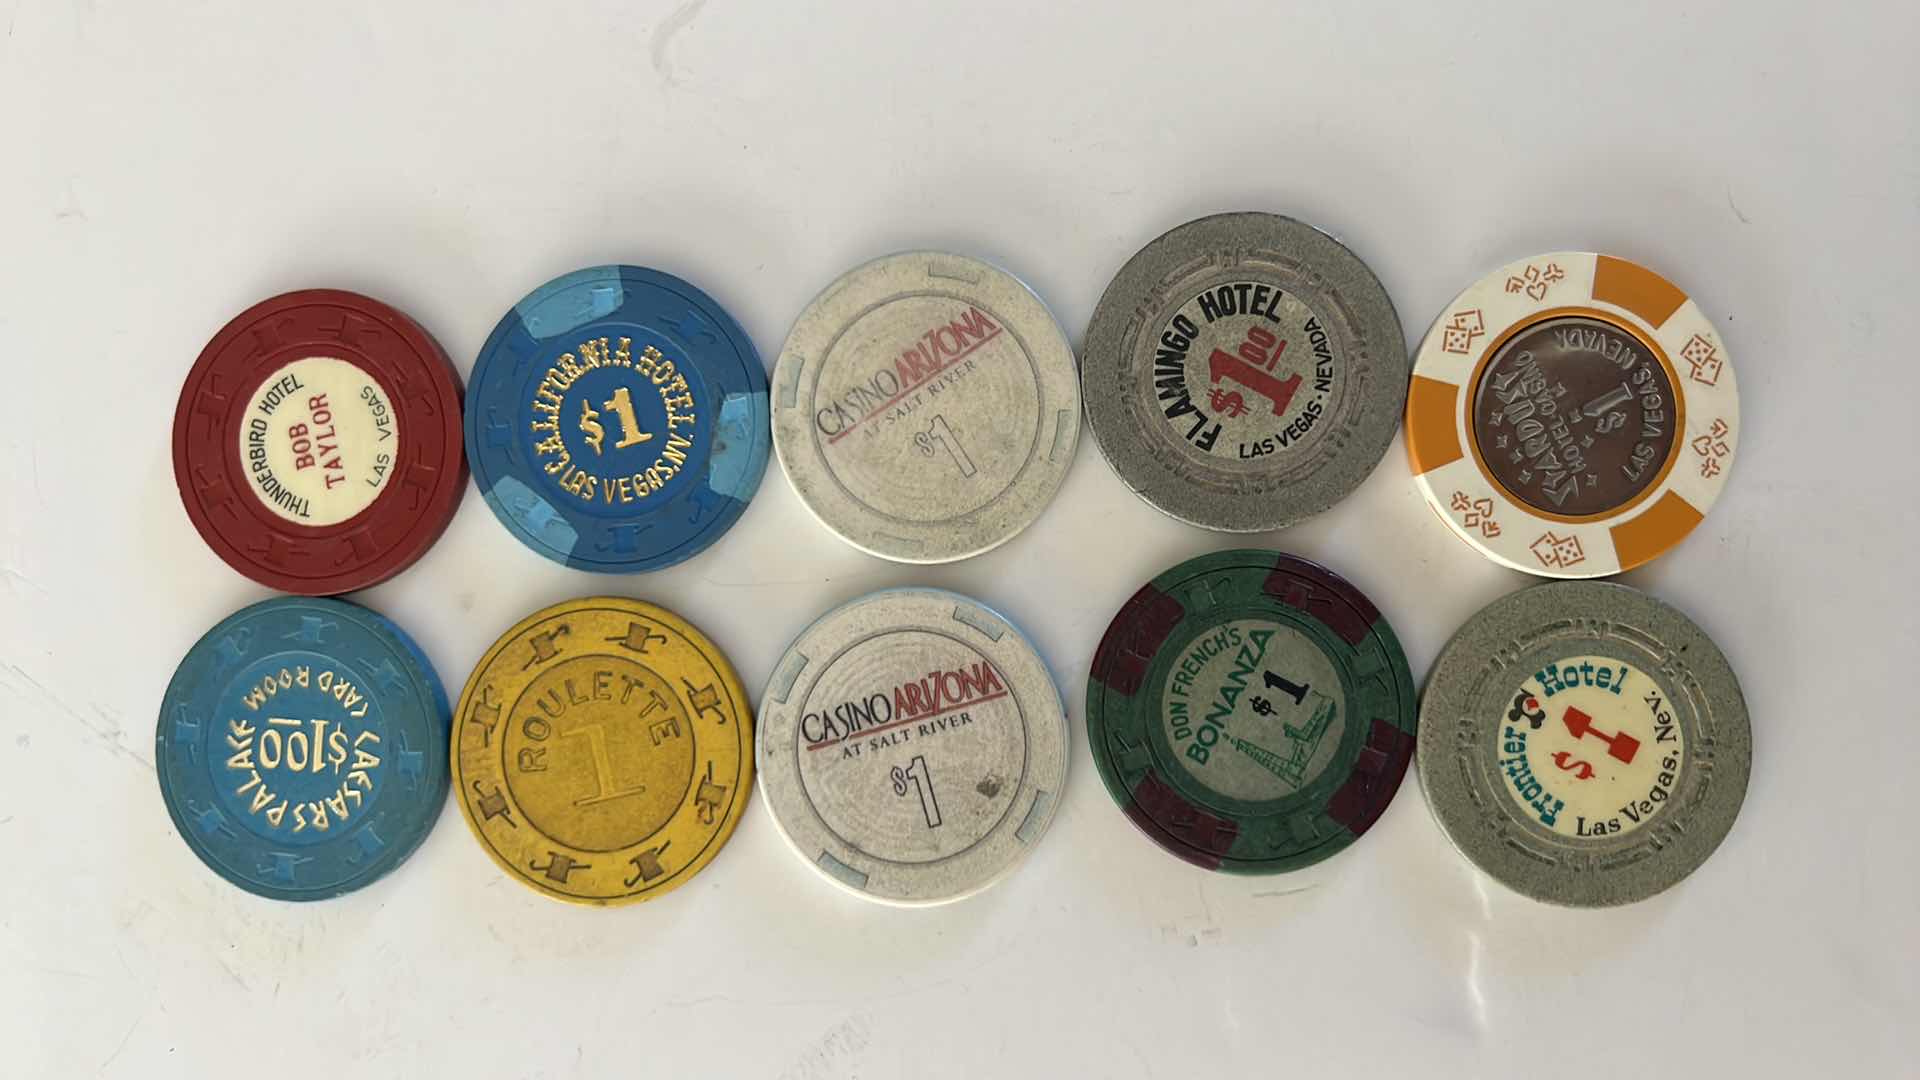 THUNDERBIRD HOTEL
BOB
TAYLOR
LAS VEGAS
CALIFORNIA HOTEL
$1
LAS VEGAS, NV.
CASINO ARIZONA
AT SALT RIVER
$1
FLAMINGO HOTEL
$1.00
LAS VEGAS • NEVADA
STARDUST
HOTEL OR
CASINO
$1
LAS VEGAS, NEVADA
CAESARS PALACE
$100
CARD ROOM
ROULETTE
1
CASINO ARIZONA
AT SALT RIVER
$1
DON FRENCH'S
BONANZA
$1
Frontier Hotel
$1
Las Vegas, Nev.